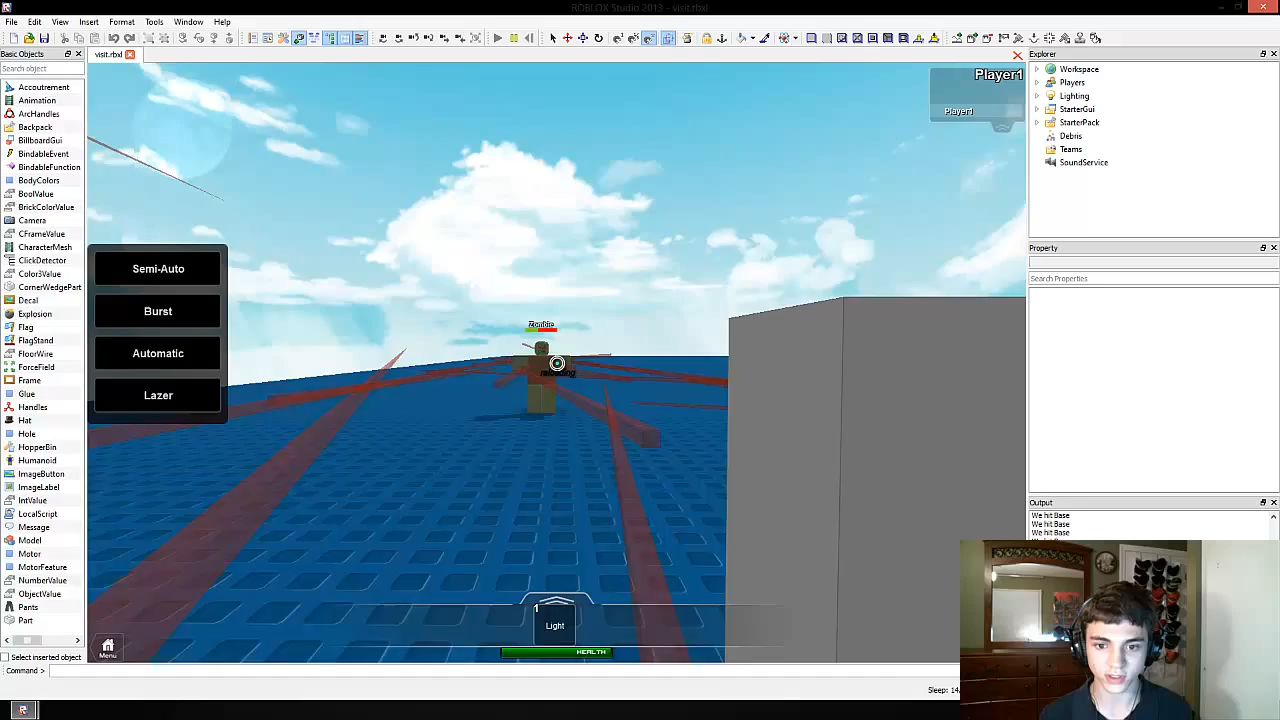 ROBLOX Studio 2013 - visit.rbxl
File Edit View Insert Format Tools Window Help
Basic Objects
visit.rbxl
Explorer
Search object
Accoutrement
Animation
ArcHandles
Backpack
BillboardGui
BindableEvent
BindableFunction
BodyColors
BoolValue
BrickColorValue
Camera
CFrameValue
CharacterMesh
ClickDetector
Color3Value
CornerWedgePart
Decal
Explosion
Flag
FlagStand
FloorWire
ForceField
Frame
Glue
Handles
Hat
Hole
HopperBin
Humanoid
ImageButton
ImageLabel
IntValue
LocalScript
Message
Model
Motor
MotorFeature
NumberValue
ObjectValue
Pants
Part
Select inserted object
Command >
Player1
Player1
Semi-Auto
Burst
Automatic
Lazer
Zombie
reloading
1
Light
HEALTH
Menu
Workspace
Players
Lighting
StarterGui
StarterPack
Debris
Teams
SoundService
Property
Search Properties
Output
We hit Base
We hit Base
We hit Base
Sleep: 14.